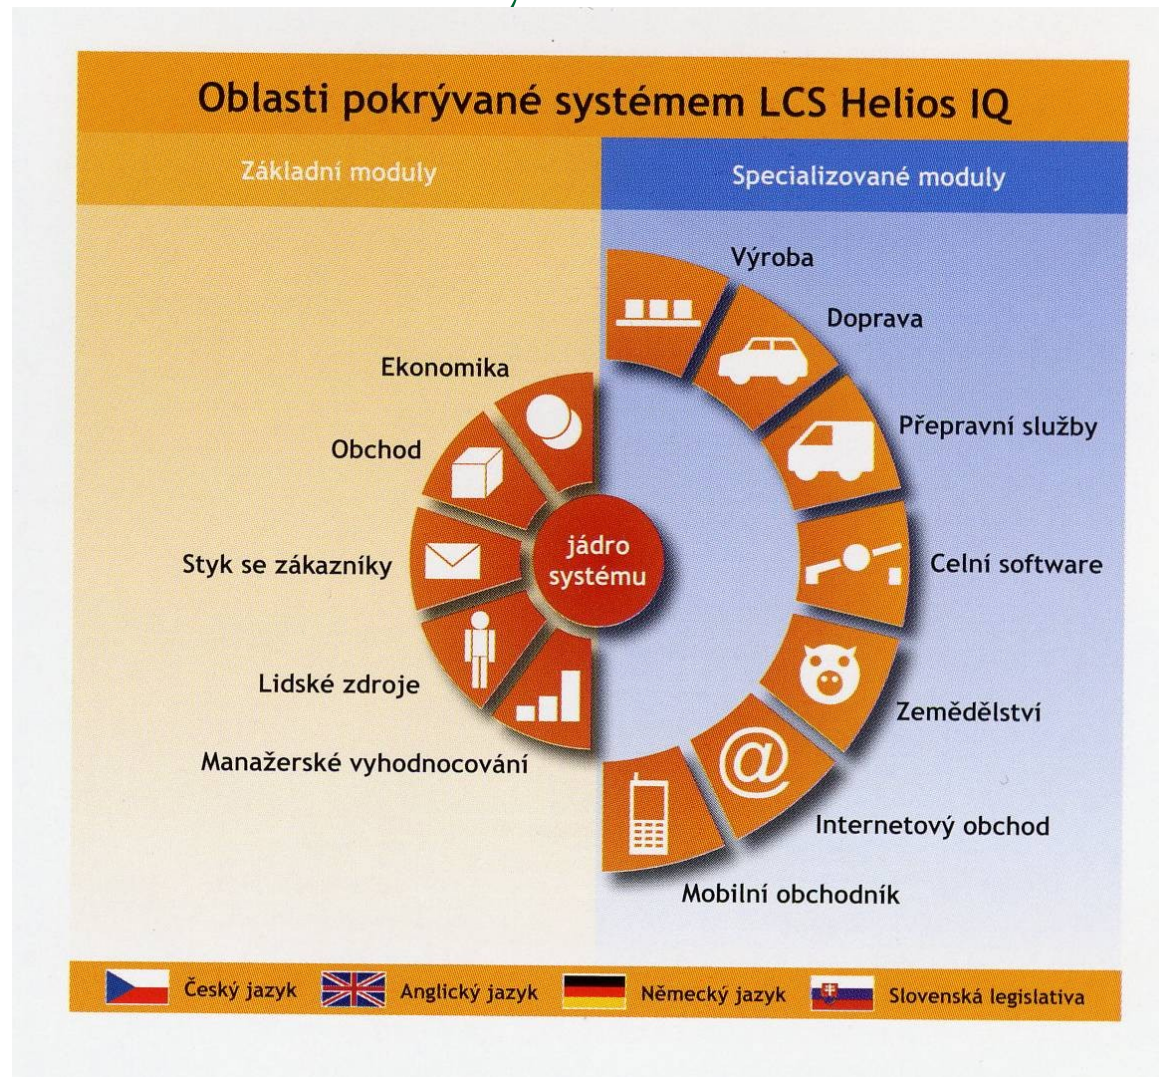 Oblasti pokrývané systémem LCS Helios IQ
Základní moduly
Specializované moduly
Ekonomika
Obchod
Styk se zákazníky
Lidské zdroje
Manažerské vyhodnocování
jádro
systému
Výroba
Doprava
Přepravní služby
Celní software
Zemědělství
@
Internetový obchod
Mobilní obchodník
Český jazyk
Anglický jazyk
Německý jazyk
Slovenská legislativa